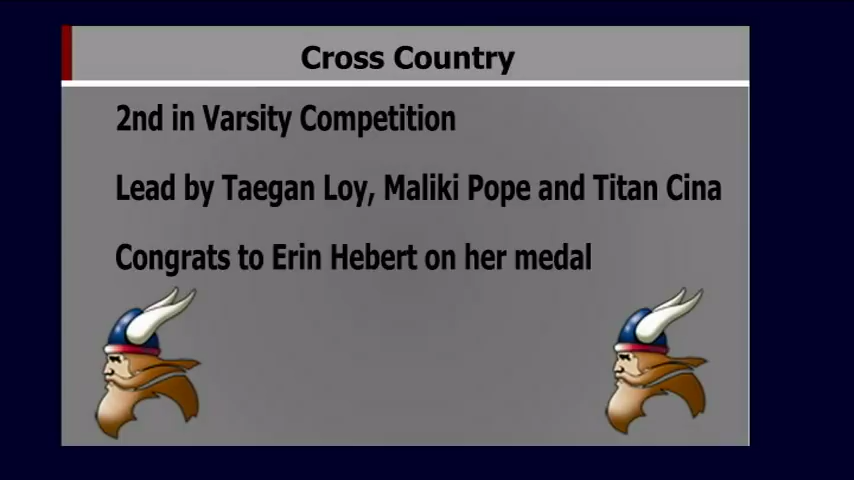 Cross Country
2nd in Varsity Competition
Lead by Taegan Loy, Maliki Pope and Titan Cina
Congrats to Erin Hebert on her medal